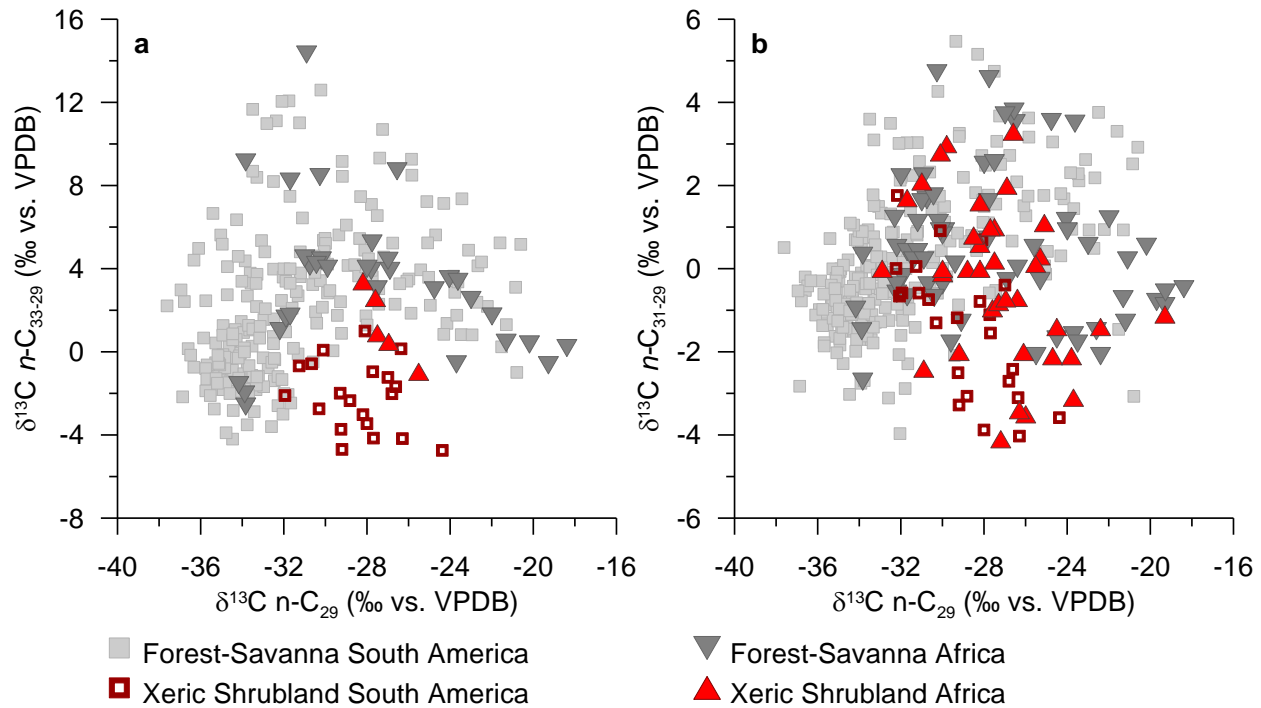 a
16
12
8
4
0
-4
-8
δ¹³C n-C₃₃₋₂₉ (‰ vs. VPDB)
-40 -36 -32 -28 -24 -20 -16
δ¹³C n-C₂₉ (‰ vs. VPDB)
b
6
4
2
0
-2
-4
-6
δ¹³C n-C₃₁₋₂₉ (‰ vs. VPDB)
-40 -36 -32 -28 -24 -20 -16
δ¹³C n-C₂₉ (‰ vs. VPDB)
Forest-Savanna South America
Forest-Savanna Africa
Xeric Shrubland South America
Xeric Shrubland Africa